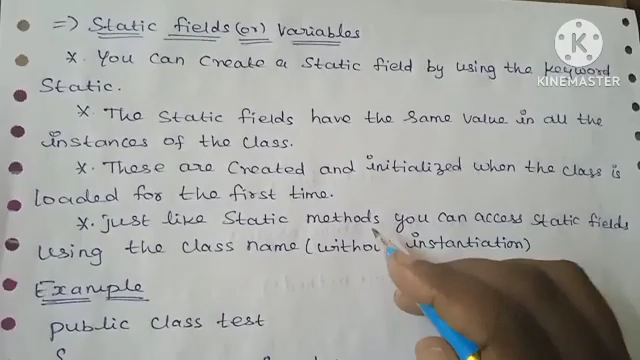 => Static fields (or) variables
* You can create a static field by using the keyword
Static.
* The static fields have the same value in all the
instances of the class.
* These are created and initialized when the class is
loaded for the first time.
* Just like static methods you can access static fields
using the class name (without instantiation)
Example
public class test
{
K
KINEMASTER